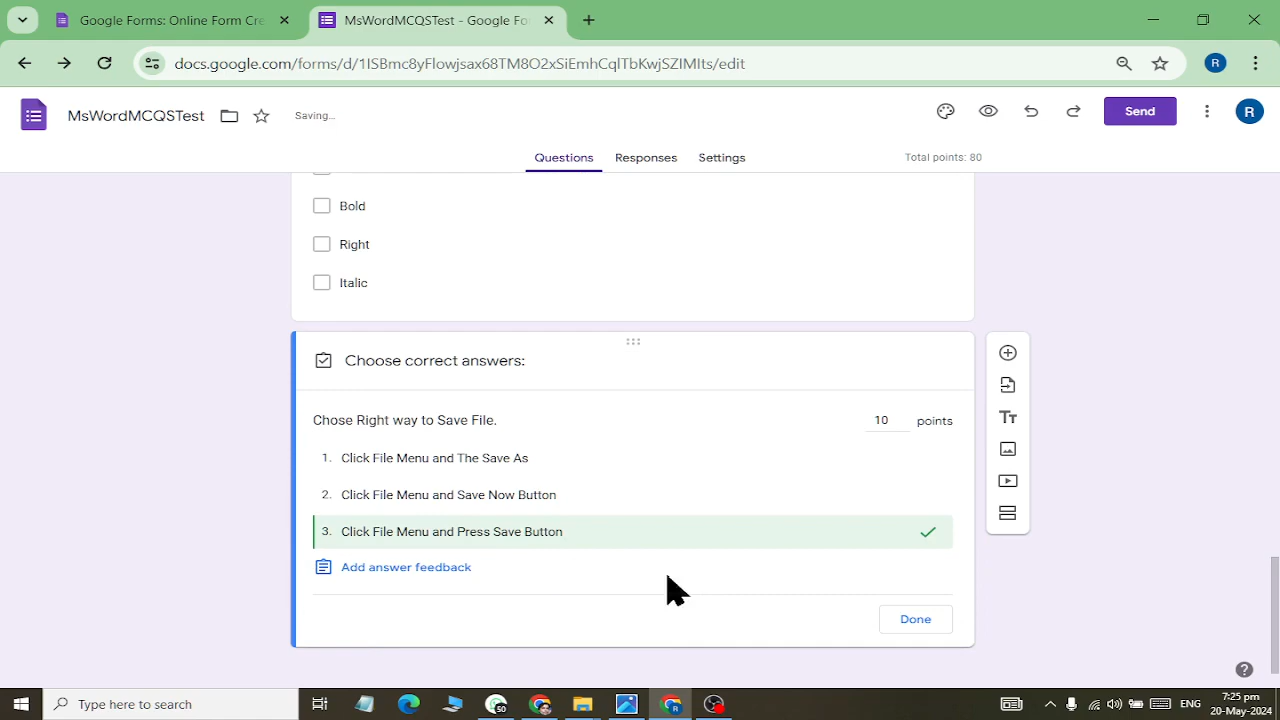 Google Forms: Online Form Cre
MsWordMCQSTest - Google Fo
docs.google.com/forms/d/1ISBmc8yFlowjsax68TM8O2xSiEmhCqlTbKwjSZIMIts/edit
R
MsWordMCQSTest
Saving...
Send
R
Questions
Responses
Settings
Total points: 80
Bold
Right
Italic
Choose correct answers:
Chose Right way to Save File.
10 points
1. Click File Menu and The Save As
2. Click File Menu and Save Now Button
3. Click File Menu and Press Save Button
Add answer feedback
Done
Type here to search
ENG
7:25 pm
20-May-2024